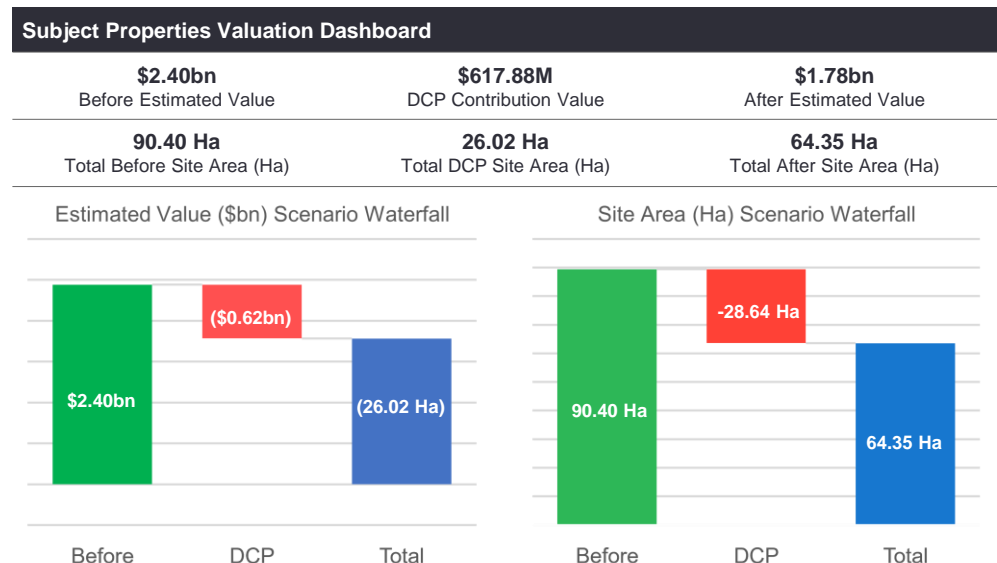 Subject Properties Valuation Dashboard
$2.40bn
Before Estimated Value
$617.88M
DCP Contribution Value
$1.78bn
After Estimated Value
90.40 Ha
Total Before Site Area (Ha)
26.02 Ha
Total DCP Site Area (Ha)
64.35 Ha
Total After Site Area (Ha)
Estimated Value ($bn) Scenario Waterfall
($0.62bn)
$2.40bn
(26.02 Ha)
Before
DCP
Total
Site Area (Ha) Scenario Waterfall
-28.64 Ha
90.40 Ha
64.35 Ha
Before
DCP
Total